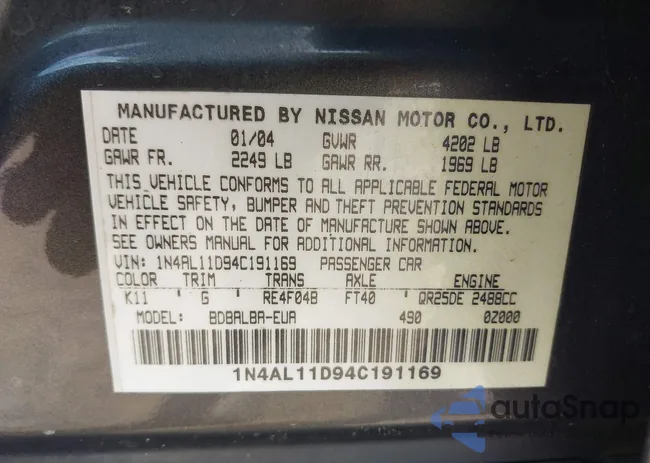 MANUFACTURED BY NISSAN MOTOR CO., LTD.
DATE 01/04 GVWR 4202 LB
GAWR FR. 2249 LB GAWR RR. 1969 LB
THIS VEHICLE CONFORMS TO ALL APPLICABLE FEDERAL MOTOR
VEHICLE SAFETY, BUMPER AND THEFT PREVENTION STANDARDS
IN EFFECT ON THE DATE OF MANUFACTURE SHOWN ABOVE.
SEE OWNERS MANUAL FOR ADDITIONAL INFORMATION.
VIN: 1N4AL11D94C191169 PASSENGER CAR
COLOR TRIM TRANS AXLE ENGINE
K11 ' G ' RE4F04B FT40 ' QR25DE 2488CC
MODEL: BDBALBA-EUA 490 0Z000
1N4AL11D94C191169
autoSnap